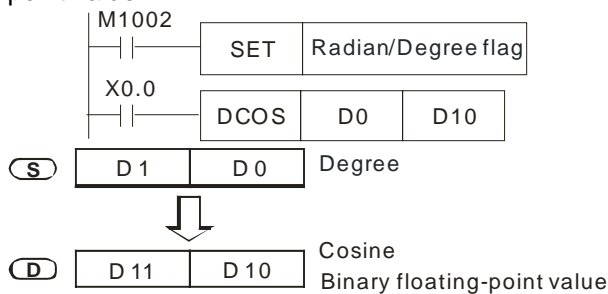 M1002
SET Radian/Degree flag
X0.0
DCOS D0 D10
S D 1 D 0 Degree
Cosine
D D 11 D 10
Binary floating-point value